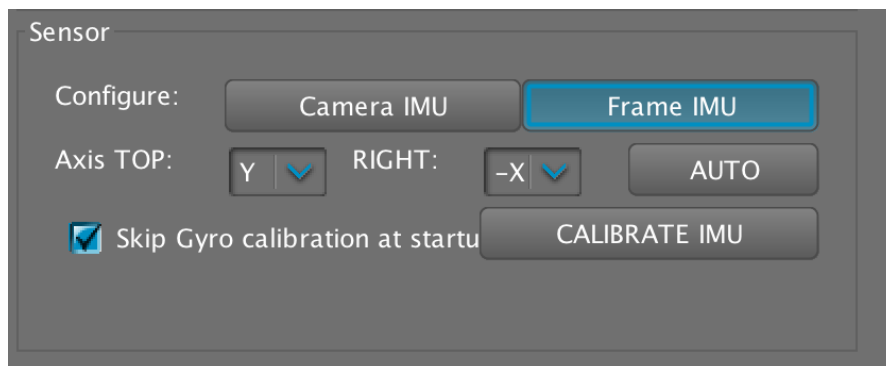 Sensor
Configure: Camera IMU Frame IMU
Axis TOP: Y RIGHT: -X AUTO
Skip Gyro calibration at startu CALIBRATE IMU